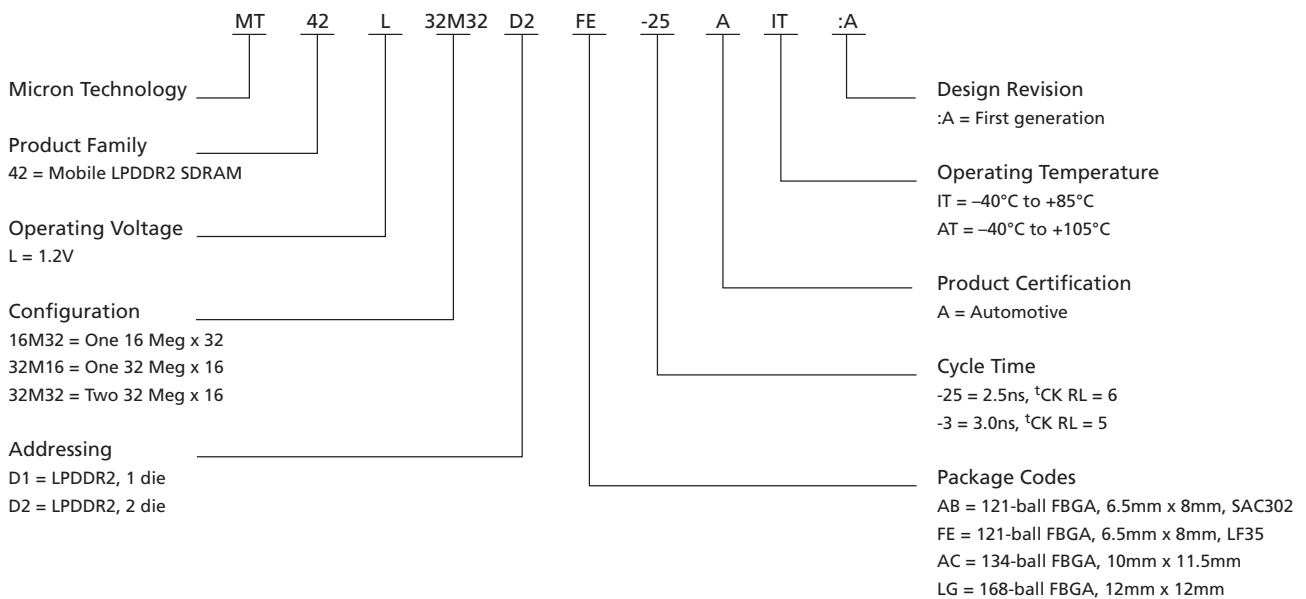 MT 42 L 32M32 D2 FE -25 A IT :A
Micron Technology
Product Family
42 = Mobile LPDDR2 SDRAM
Operating Voltage
L = 1.2V
Configuration
16M32 = One 16 Meg x 32
32M16 = One 32 Meg x 16
32M32 = Two 32 Meg x 16
Addressing
D1 = LPDDR2, 1 die
D2 = LPDDR2, 2 die
Design Revision
:A = First generation
Operating Temperature
IT = –40°C to +85°C
AT = –40°C to +105°C
Product Certification
A = Automotive
Cycle Time
-25 = 2.5ns, tCK RL = 6
-3 = 3.0ns, tCK RL = 5
Package Codes
AB = 121-ball FBGA, 6.5mm x 8mm, SAC302
FE = 121-ball FBGA, 6.5mm x 8mm, LF35
AC = 134-ball FBGA, 10mm x 11.5mm
LG = 168-ball FBGA, 12mm x 12mm